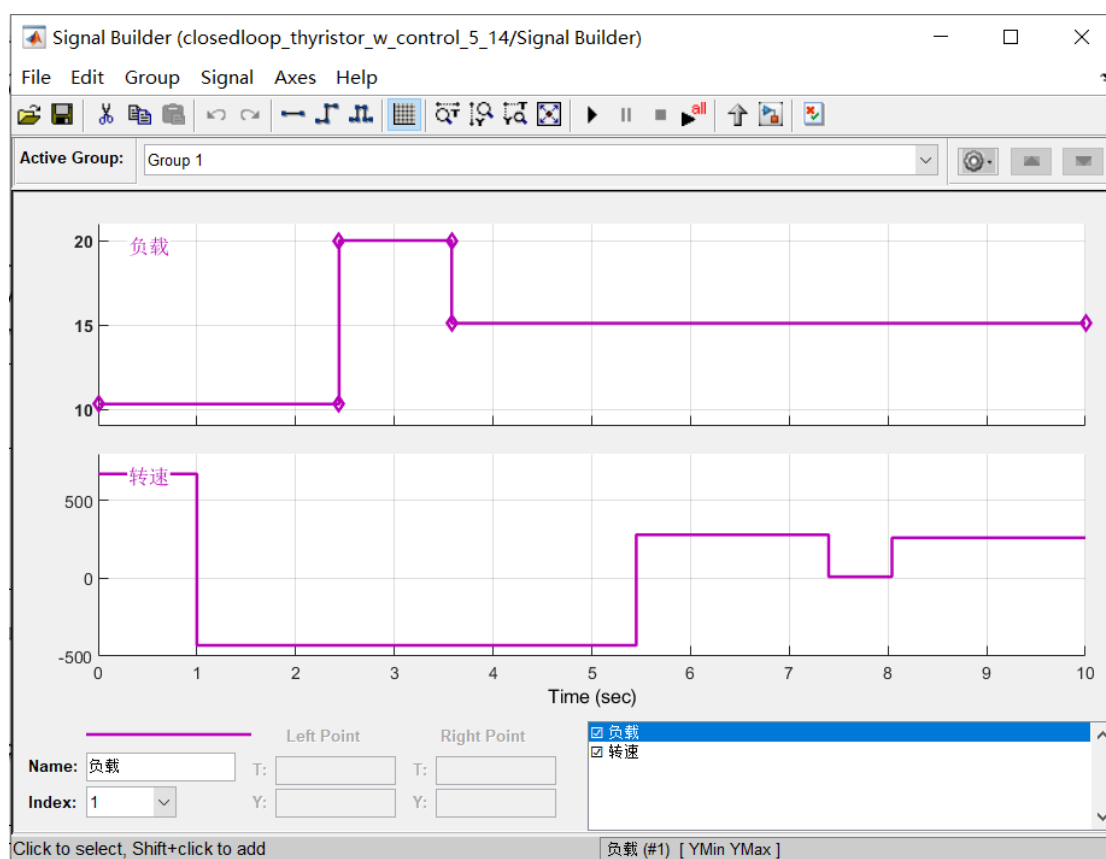 Signal Builder (closedloop_thyristor_w_control_5_14/Signal Builder)
File Edit Group Signal Axes Help
all
Active Group: Group 1
20 负载
15
10
转速
500
0
-500
0 1 2 3 4 5 6 7 8 9 10
Time (sec)
Left Point Right Point
Name: 负载 T: T:
Index: 1 Y: Y:
负载
转速
Click to select, Shift+click to add 负载 (#1) [ YMin YMax ]